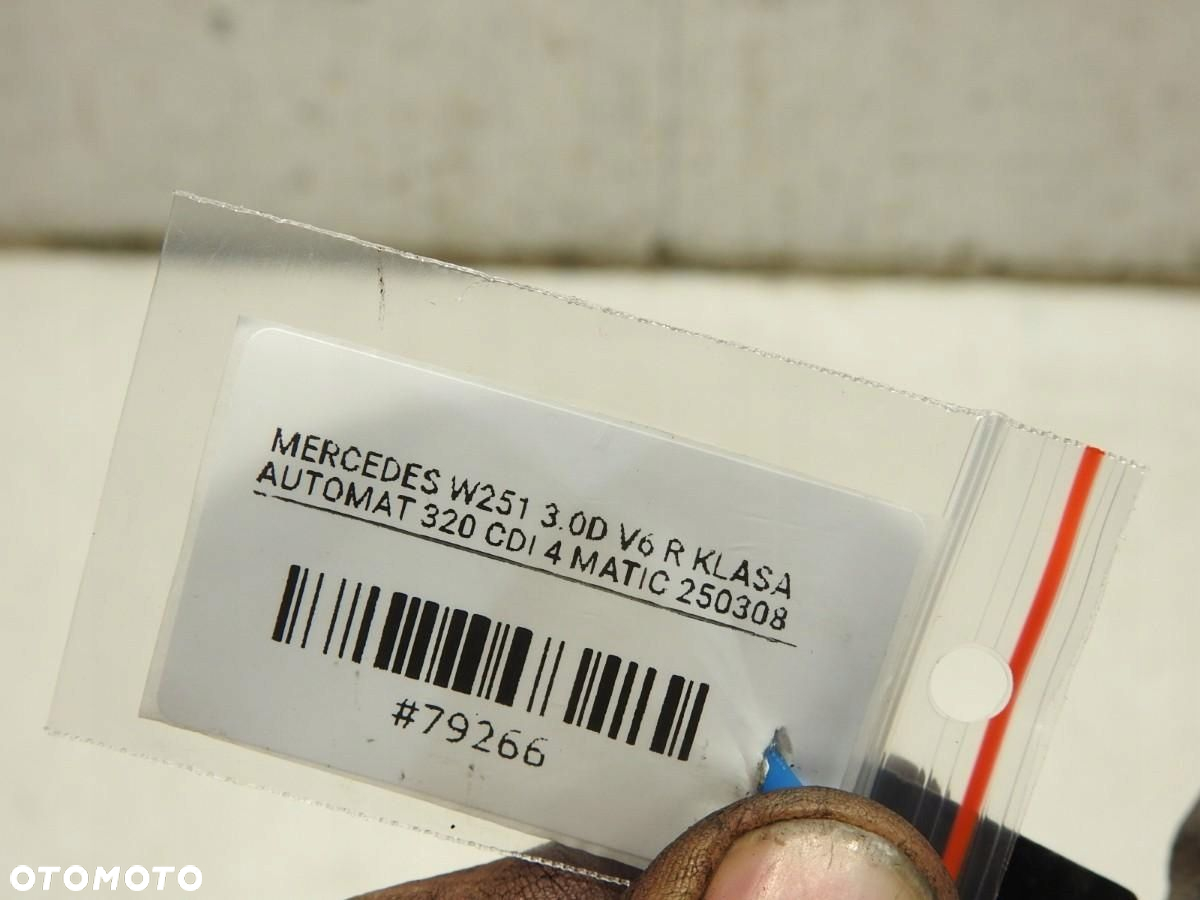 MERCEDES W251 3.0D V6 R KLASA
AUTOMAT 320 CDI 4 MATIC 250308
#79266
OTOMOTO